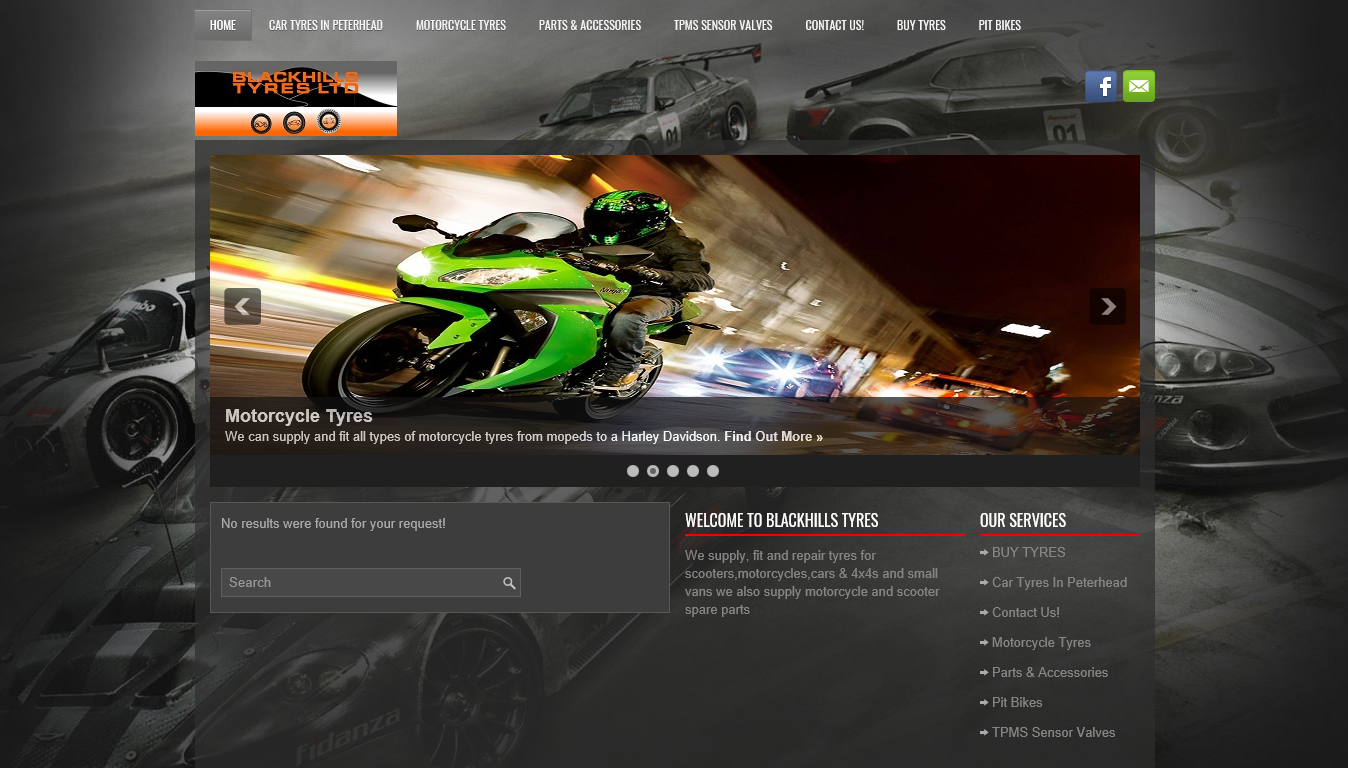 HOME
CAR TYRES IN PETERHEAD
MOTORCYCLE TYRES
PARTS & ACCESSORIES
TPMS SENSOR VALVES
CONTACT US!
BUY TYRES
PIT BIKES
BLACKHILLS
TYRES LTD
01
01
Motorcycle Tyres
We can supply and fit all types of motorcycle tyres from mopeds to a Harley Davidson. Find Out More »
No results were found for your request!
Search
WELCOME TO BLACKHILLS TYRES
We supply, fit and repair tyres for
scooters,motorcycles,cars & 4x4s and small
vans we also supply motorcycle and scooter
spare parts
OUR SERVICES
BUY TYRES
Car Tyres In Peterhead
Contact Us!
Motorcycle Tyres
Parts & Accessories
Pit Bikes
TPMS Sensor Valves
fidanza